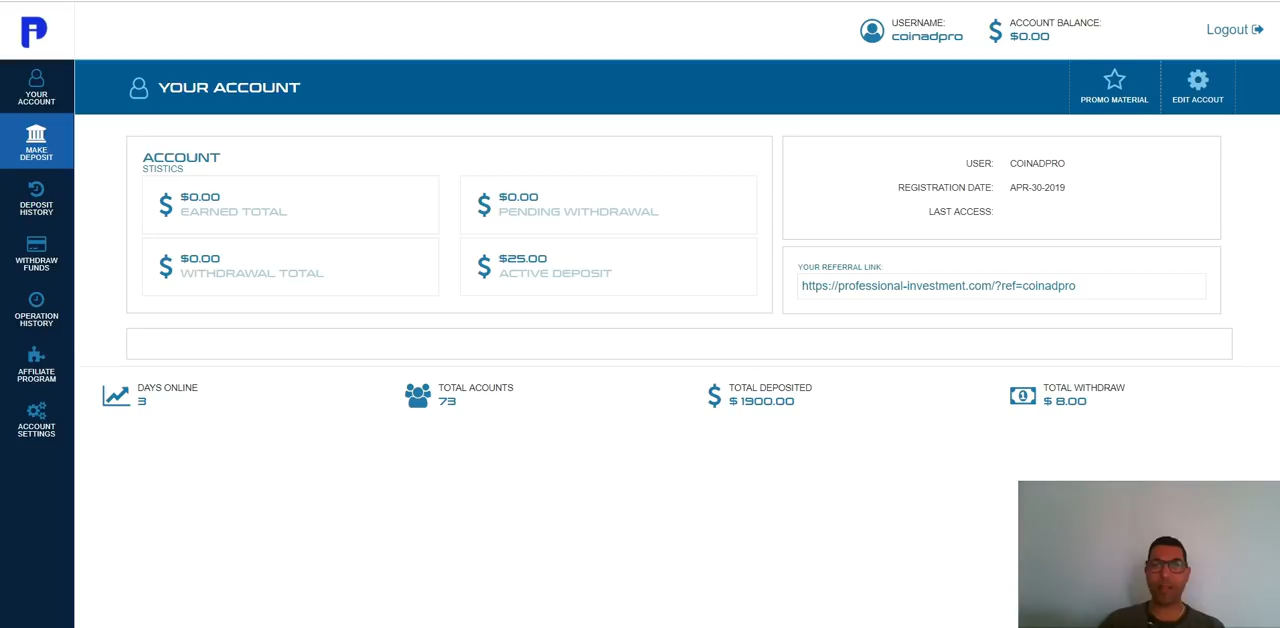 USERNAME:
coinadpro
ACCOUNT BALANCE:
$0.00
Logout
YOUR ACCOUNT
MAKE DEPOSIT
DEPOSIT HISTORY
WITHDRAW FUNDS
OPERATION HISTORY
AFFILIATE PROGRAM
ACCOUNT SETTINGS
YOUR ACCOUNT
PROMO MATERIAL
EDIT ACCOUT
ACCOUNT
STISTICS
$0.00
EARNED TOTAL
$0.00
PENDING WITHDRAWAL
$0.00
WITHDRAWAL TOTAL
$25.00
ACTIVE DEPOSIT
USER: COINADPRO
REGISTRATION DATE: APR-30-2019
LAST ACCESS:
YOUR REFERRAL LINK:
https://professional-investment.com/?ref=coinadpro
DAYS ONLINE
3
TOTAL ACOUNTS
73
TOTAL DEPOSITED
$ 1900.00
TOTAL WITHDRAW
$ 8.00